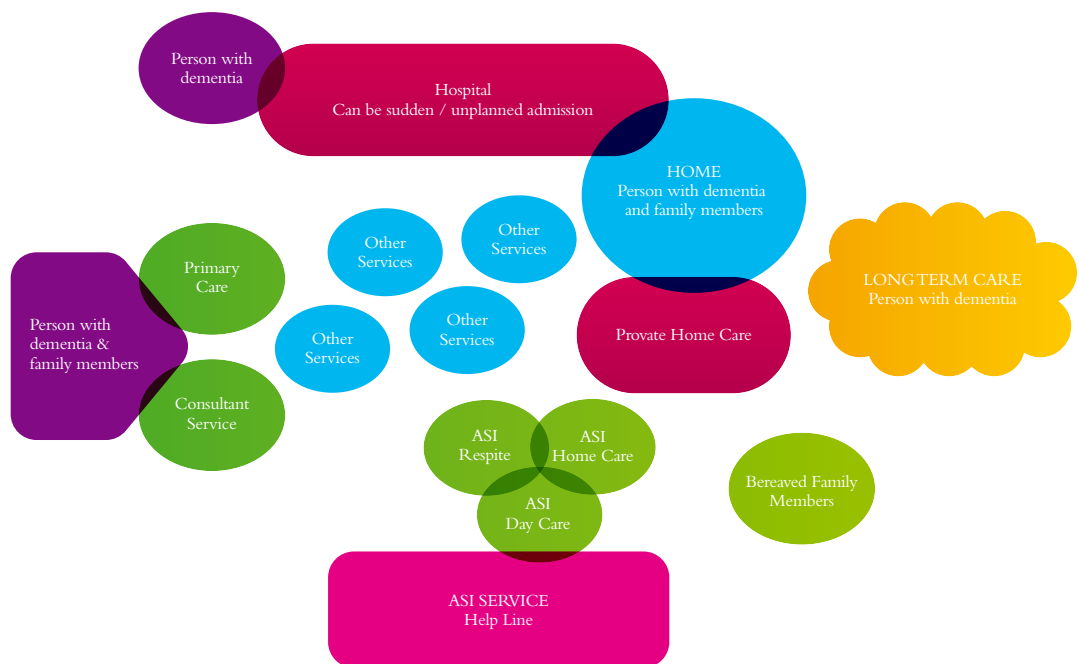 Person with
dementia
Hospital
Can be sudden / unplanned admission
HOME
Person with dementia
and family members
Other
Services
Other
Services
Primary
Care
LONG TERM CARE
Person with dementia
Person with
dementia &
family members
Other
Services
Other
Services
Provate Home Care
Consultant
Service
ASI
Respite
ASI
Home Care
Bereaved Family
Members
ASI
Day Care
ASI SERVICE
Help Line